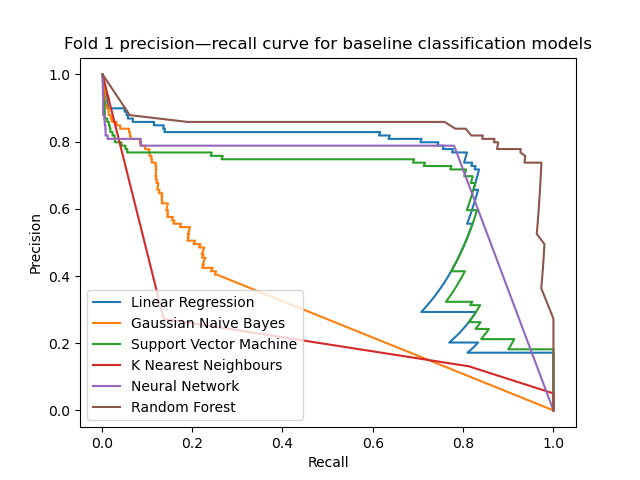 Fold 1 precision—recall curve for baseline classification models
1.0
0.8
0.6
0.4
0.2
0.0
Precision
Linear Regression
Gaussian Naive Bayes
Support Vector Machine
K Nearest Neighbours
Neural Network
Random Forest
0.0 0.2 0.4 0.6 0.8 1.0
Recall